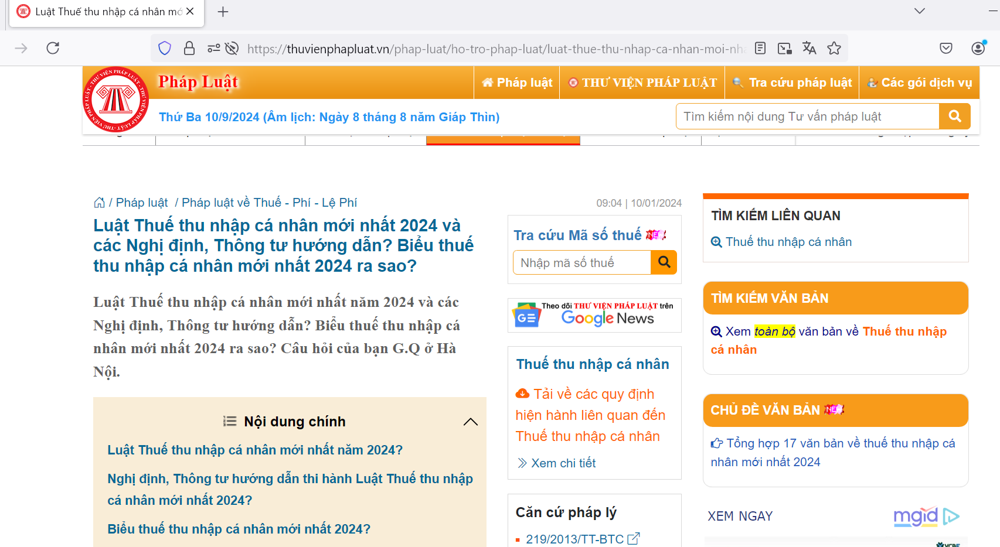 Luật Thuế thu nhập cá nhân mớ
https://thuvienphapluat.vn/phap-luat/ho-tro-phap-luat/luat-thue-thu-nhap-ca-nhan-moi-nha
THƯ VIỆN PHÁP LUẬT
Pháp Luật
Pháp luật
THƯ VIỆN PHÁP LUẬT
Tra cứu pháp luật
Các gói dịch vụ
Thứ Ba 10/9/2024 (Âm lịch: Ngày 8 tháng 8 năm Giáp Thìn)
Tìm kiếm nội dung Tư vấn pháp luật
/ Pháp luật / Pháp luật về Thuế - Phí - Lệ Phí
09:04 | 10/01/2024
Luật Thuế thu nhập cá nhân mới nhất 2024 và
các Nghị định, Thông tư hướng dẫn? Biểu thuế
thu nhập cá nhân mới nhất 2024 ra sao?
Luật Thuế thu nhập cá nhân mới nhất năm 2024 và các
Nghị định, Thông tư hướng dẫn? Biểu thuế thu nhập cá
nhân mới nhất 2024 ra sao? Câu hỏi của bạn G.Q ở Hà
Nội.
Nội dung chính
Luật Thuế thu nhập cá nhân mới nhất năm 2024?
Nghị định, Thông tư hướng dẫn thi hành Luật Thuế thu nhập
cá nhân mới nhất 2024?
Biểu thuế thu nhập cá nhân mới nhất 2024?
Tra cứu Mã số thuế NEW
Nhập mã số thuế
Theo dõi THƯ VIỆN PHÁP LUẬT trên
GE Google News
Thuế thu nhập cá nhân
Tải về các quy định
hiện hành liên quan đến
Thuế thu nhập cá nhân
Xem chi tiết
Căn cứ pháp lý
219/2013/TT-BTC
TÌM KIẾM LIÊN QUAN
Thuế thu nhập cá nhân
TÌM KIẾM VĂN BẢN
Xem toàn bộ văn bản về Thuế thu nhập
cá nhân
CHỦ ĐỀ VĂN BẢN NEW
Tổng hợp 17 văn bản về thuế thu nhập cá
nhân mới nhất 2024
XEM NGAY
mgid